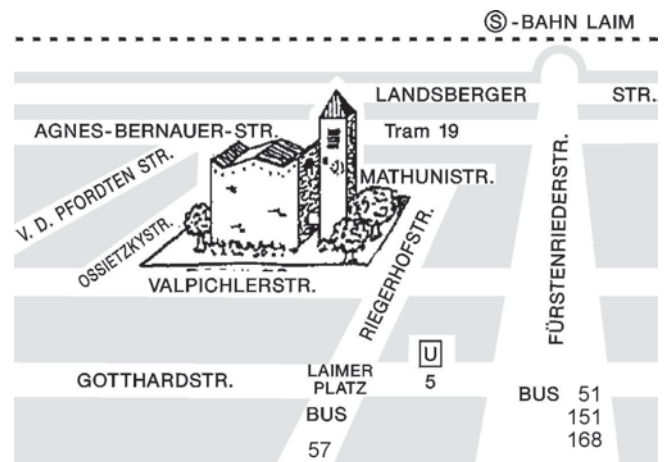 Ⓢ-BAHN LAIM
LANDSBERGER STR.
AGNES-BERNAUER-STR.
Tram 19
V. D. PFORDTEN STR.
MATHUNISTR.
OSSIETZKYSTR.
VALPICHLERSTR.
RIEGERHOFSTR.
FÜRSTENRIEDERSTR.
U
5
GOTTHARDSTR.
LAIMER
PLATZ
BUS
57
BUS 51
151
168